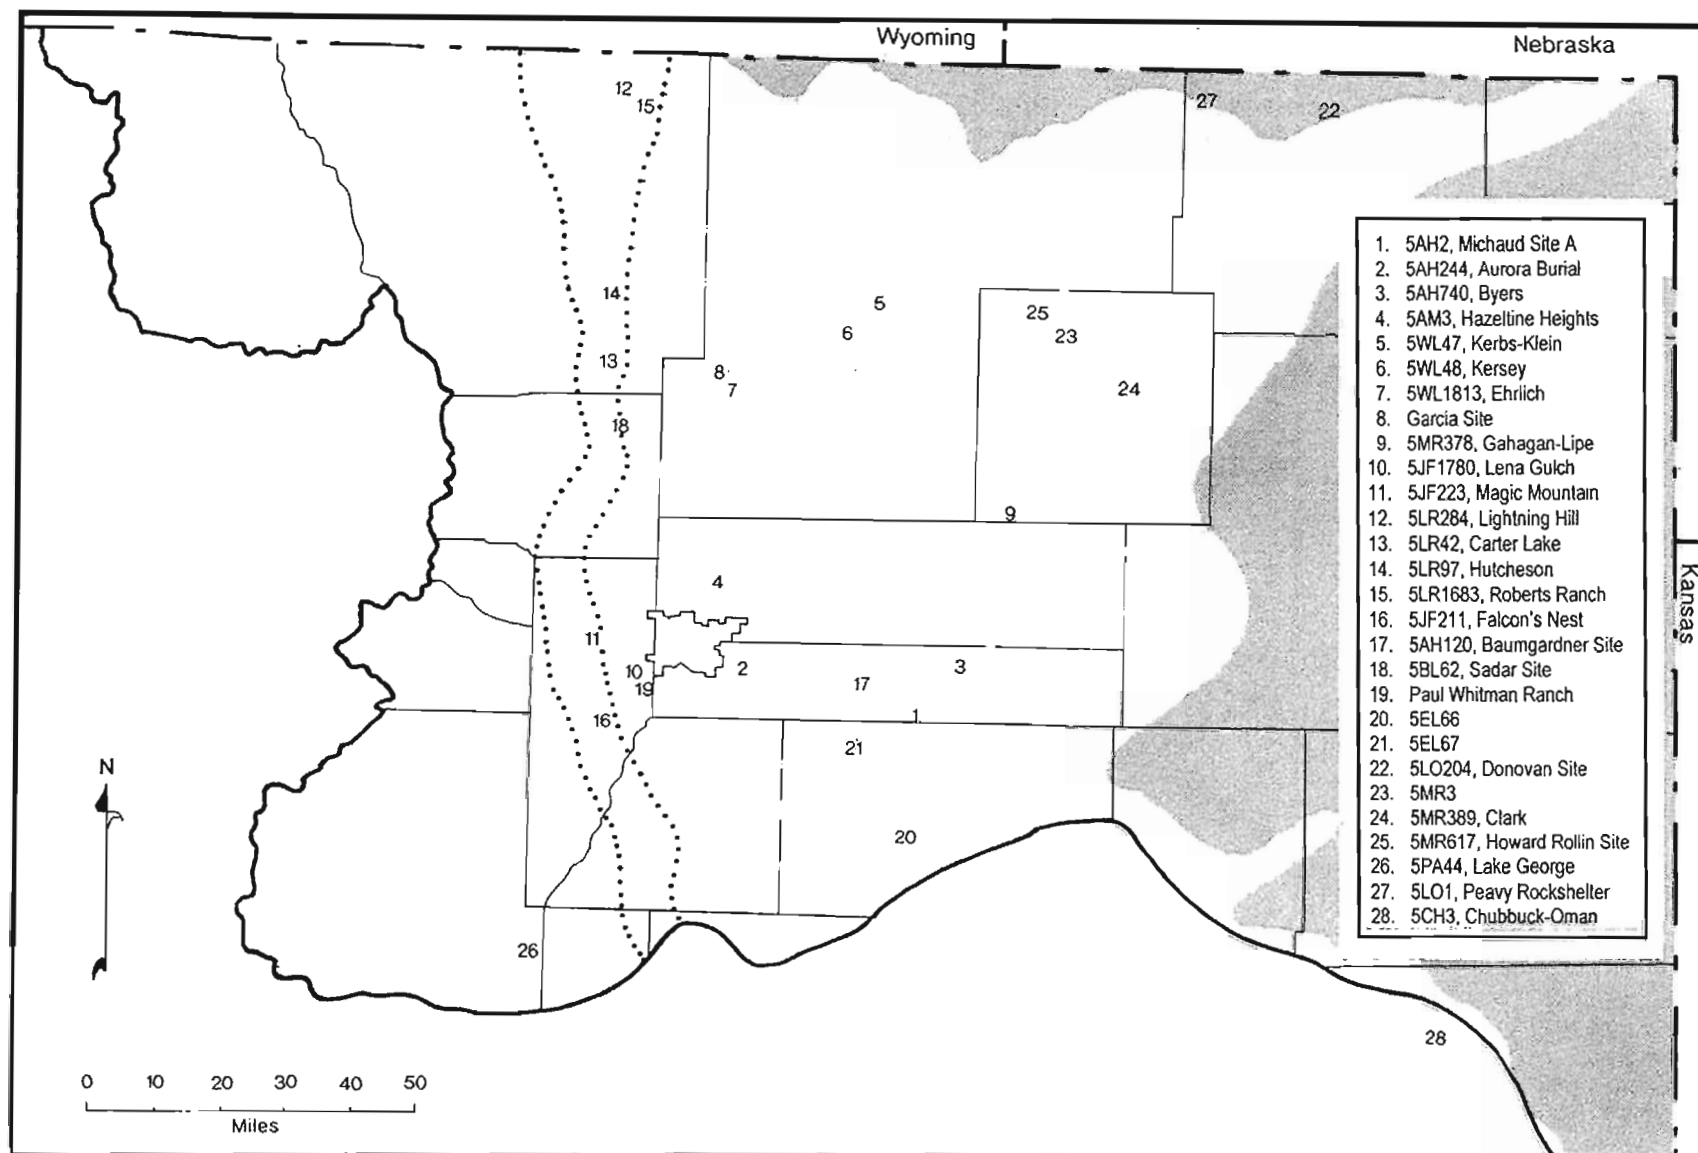 Wyoming
Nebraska
12
15
27
22
14
5
6
25
23
13
8
7
24
18
9
4
11
10
19
2
3
17
16
1
21
20
26
28
Kansas
1. 5AH2, Michaud Site A
2. 5AH244, Aurora Burial
3. 5AH740, Byers
4. 5AM3, Hazeltine Heights
5. 5WL47, Kerbs-Klein
6. 5WL48, Kersey
7. 5WL1813, Ehrlich
8. Garcia Site
9. 5MR378, Gahagan-Lipe
10. 5JF1780, Lena Gulch
11. 5JF223, Magic Mountain
12. 5LR284, Lightning Hill
13. 5LR42, Carter Lake
14. 5LR97, Hutcheson
15. 5LR1683, Roberts Ranch
16. 5JF211, Falcon's Nest
17. 5AH120, Baumgardner Site
18. 5BL62, Sadar Site
19. Paul Whitman Ranch
20. 5EL66
21. 5EL67
22. 5LO204, Donovan Site
23. 5MR3
24. 5MR389, Clark
25. 5MR617, Howard Rollin Site
26. 5PA44, Lake George
27. 5LO1, Peavy Rockshelter
28. 5CH3, Chubbuck-Oman
N
0 10 20 30 40 50
Miles